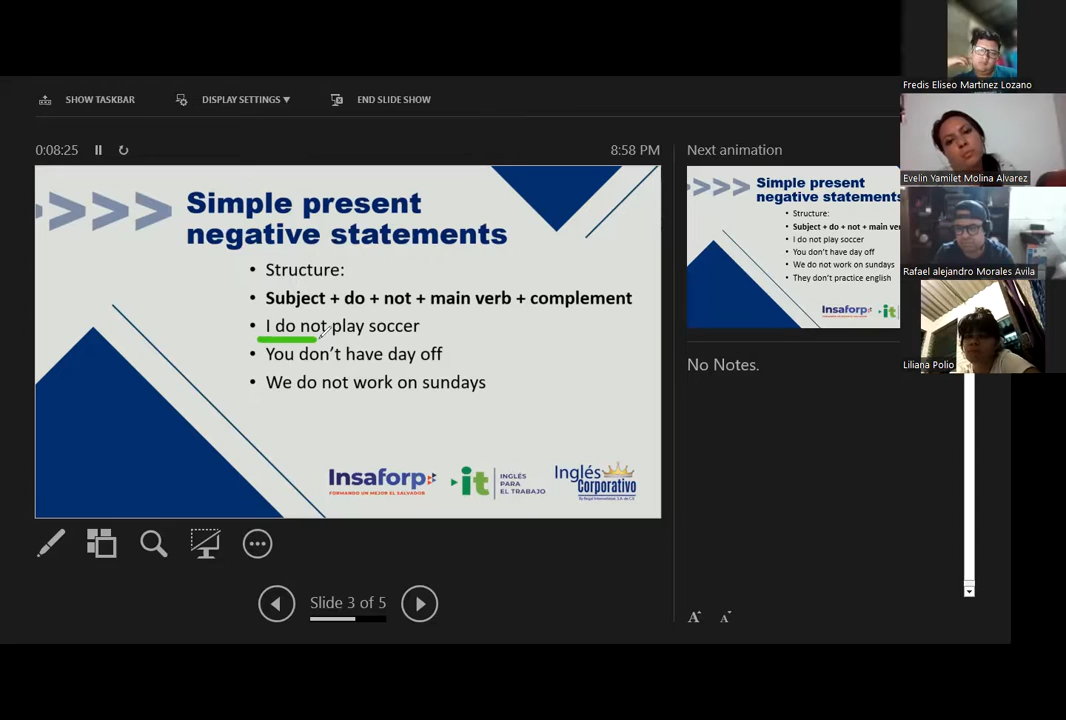 Fredis Eliseo Martinez Lozano
SHOW TASKBAR
DISPLAY SETTINGS ▼
END SLIDE SHOW
0:08:25
8:58 PM
Next animation
Evelin Yamilet Molina Alvarez
>>>> Simple present
negative statements
• Structure:
• Subject + do + not + main verb + complement
• I do not play soccer
• You don't have day off
• We do not work on sundays
Insaforp
FORMANDO UN MEJOR EL SALVADOR
it
INGLÉS
PARA
EL TRABAJO
Inglés
Corporativo
>>>> Simple present
negative statements
• Structure:
• Subject + do + not + main ver
• I do not play soccer
• You don't have day off
• We do not work on sundays
• They don't practice english
Insaforp
it
Rafael alejandro Morales Avila
Liliana Polio
No Notes.
Slide 3 of 5
A
A